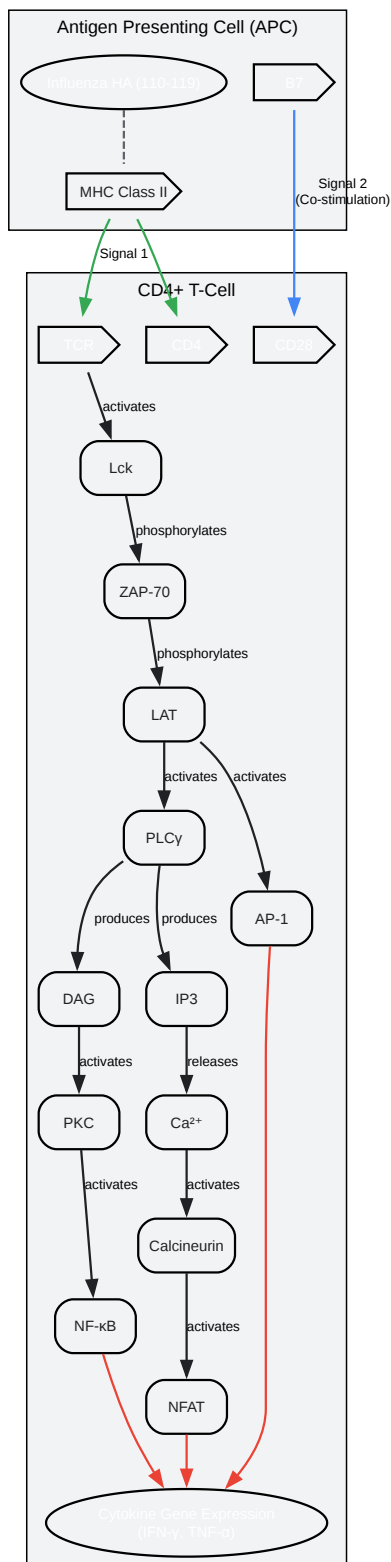 Antigen Presenting Cell (APC)
Influenza HA (110-119)
B7
MHC Class II
Signal 2
(Co-stimulation)
Signal 1
CD4+ T-Cell
TCR
CD4
CD28
activates
Lck
phosphorylates
ZAP-70
phosphorylates
LAT
activates
activates
PLCγ
AP-1
produces
produces
DAG
IP3
activates
releases
PKC
Ca²⁺
activates
activates
Calcineurin
NF-κB
activates
NFAT
Cytokine Gene Expression
(IFN-γ, TNF-α)